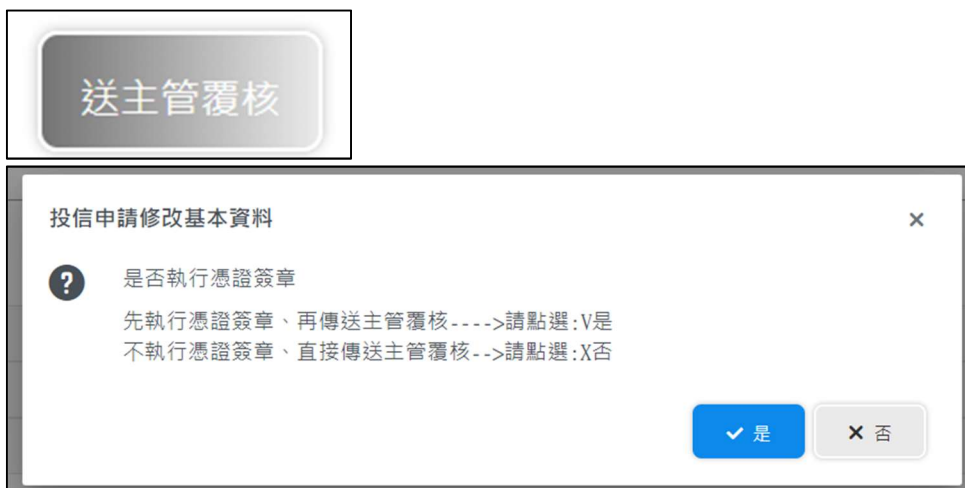 送主管覆核
投信申請修改基本資料
是否執行憑證簽章
先執行憑證簽章、再傳送主管覆核---->請點選:V是
不執行憑證簽章、直接傳送主管覆核-->請點選:X否
是
否